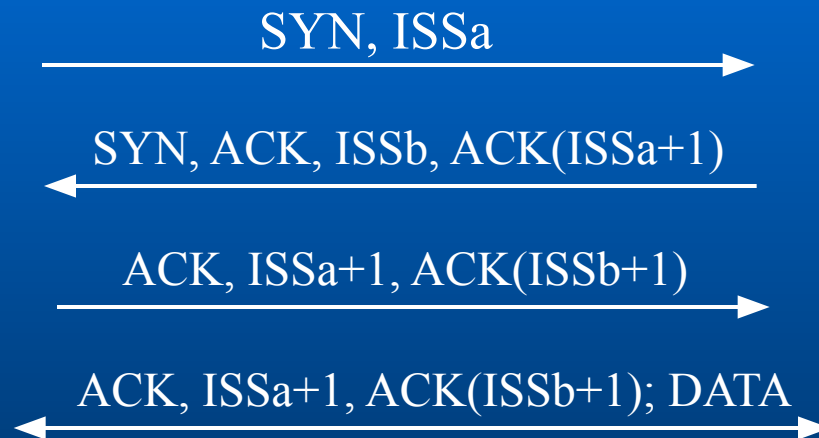 SYN, ISSa
SYN, ACK, ISSb, ACK(ISSa+1)
ACK, ISSa+1, ACK(ISSb+1)
ACK, ISSa+1, ACK(ISSb+1); DATA